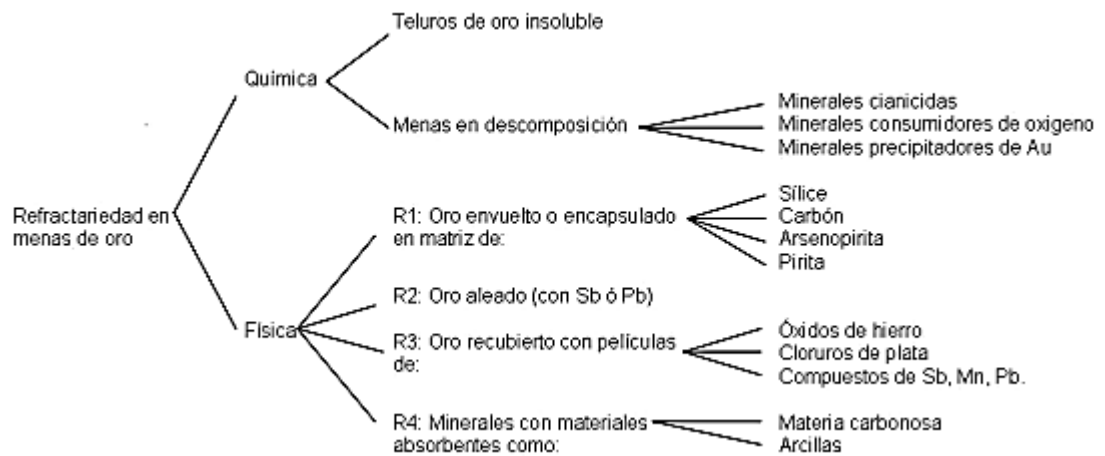 Teluros de oro insoluble
Química
Minerales cianicidas
Menas en descomposición
Minerales consumidores de oxigeno
Minerales precipitadores de Au
Refractariedad en
menas de oro
R1: Oro envuelto o encapsulado
en matriz de:
Sílice
Carbón
Arsenopirita
Pirita
R2: Oro aleado (con Sb ó Pb)
Física
R3: Oro recubierto con películas
de:
Óxidos de hierro
Cloruros de plata
Compuestos de Sb, Mn, Pb.
R4: Minerales con materiales
absorbentes como:
Materia carbonosa
Arcillas